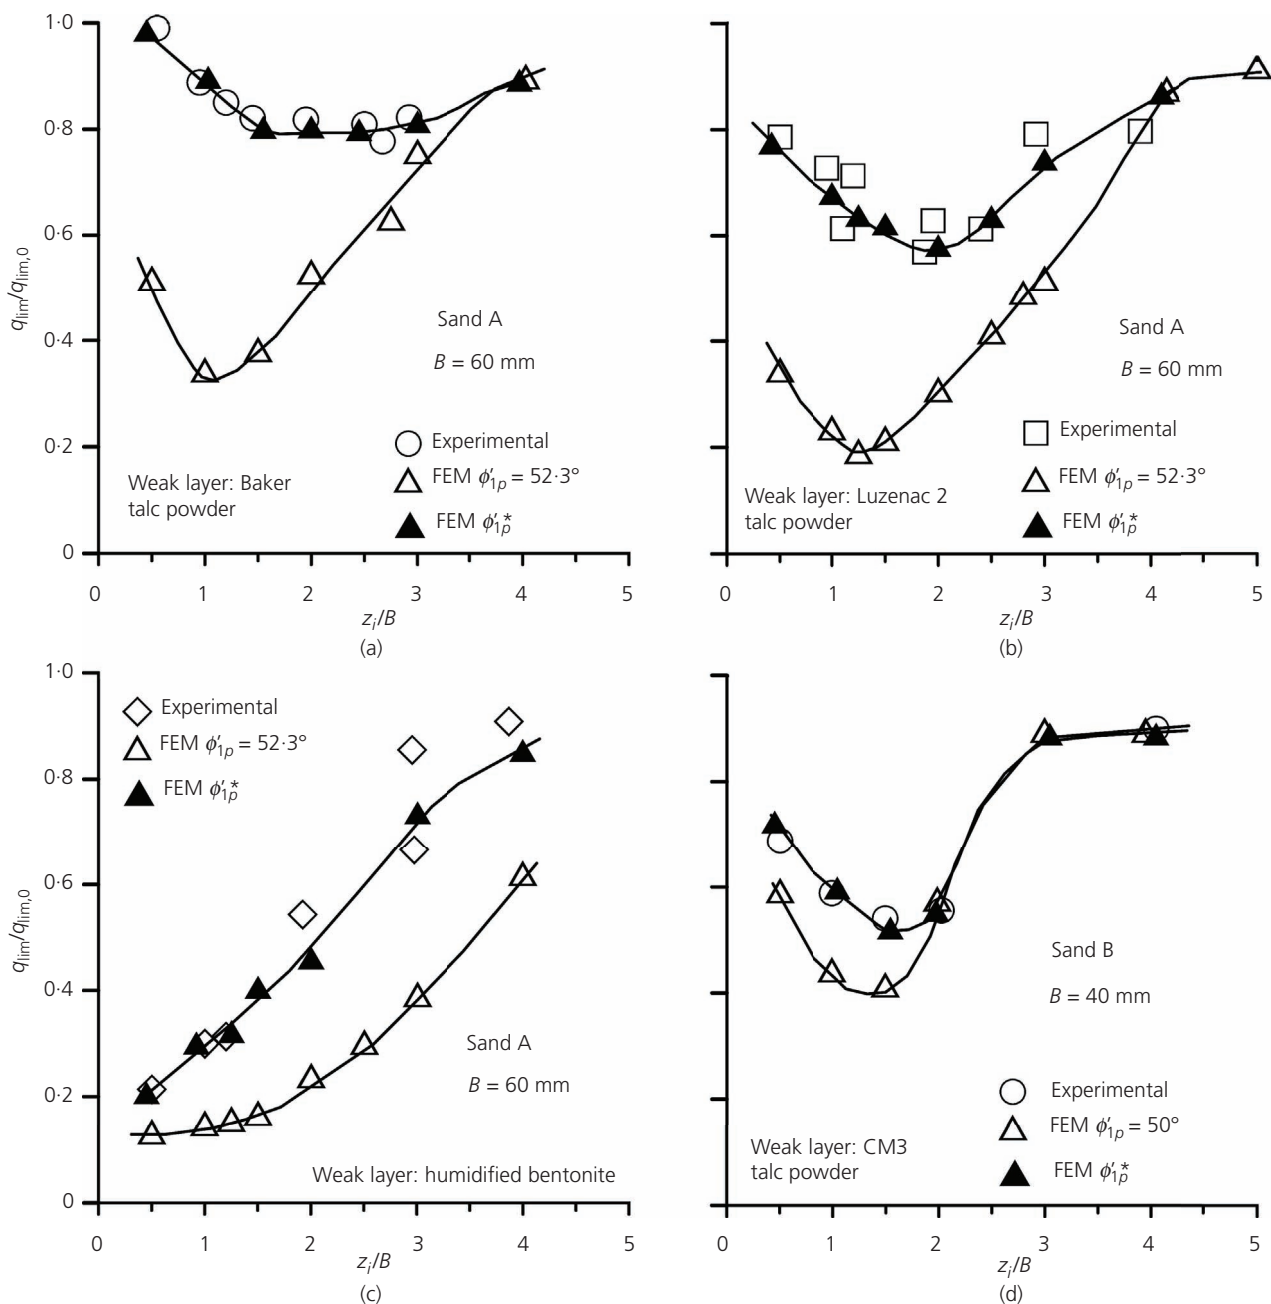 1·0
0·8
0·6
0·4
0·2
0
q_lim/q_lim,0
0 1 2 3 4 5
z_i/B
(a)
Sand A
B = 60 mm
Experimental
FEM ϕ′_1p = 52·3°
FEM ϕ′_1p*
Weak layer: Baker
talc powder
0 1 2 3 4 5
z_i/B
(b)
Sand A
B = 60 mm
Experimental
FEM ϕ′_1p = 52·3°
FEM ϕ′_1p*
Weak layer: Luzenac 2
talc powder
1·0
0·8
0·6
0·4
0·2
0
q_lim/q_lim,0
0 1 2 3 4 5
z_i/B
(c)
Experimental
FEM ϕ′_1p = 52·3°
FEM ϕ′_1p*
Sand A
B = 60 mm
Weak layer: humidified bentonite
0 1 2 3 4 5
z_i/B
(d)
Sand B
B = 40 mm
Experimental
FEM ϕ′_1p = 50°
FEM ϕ′_1p*
Weak layer: CM3
talc powder